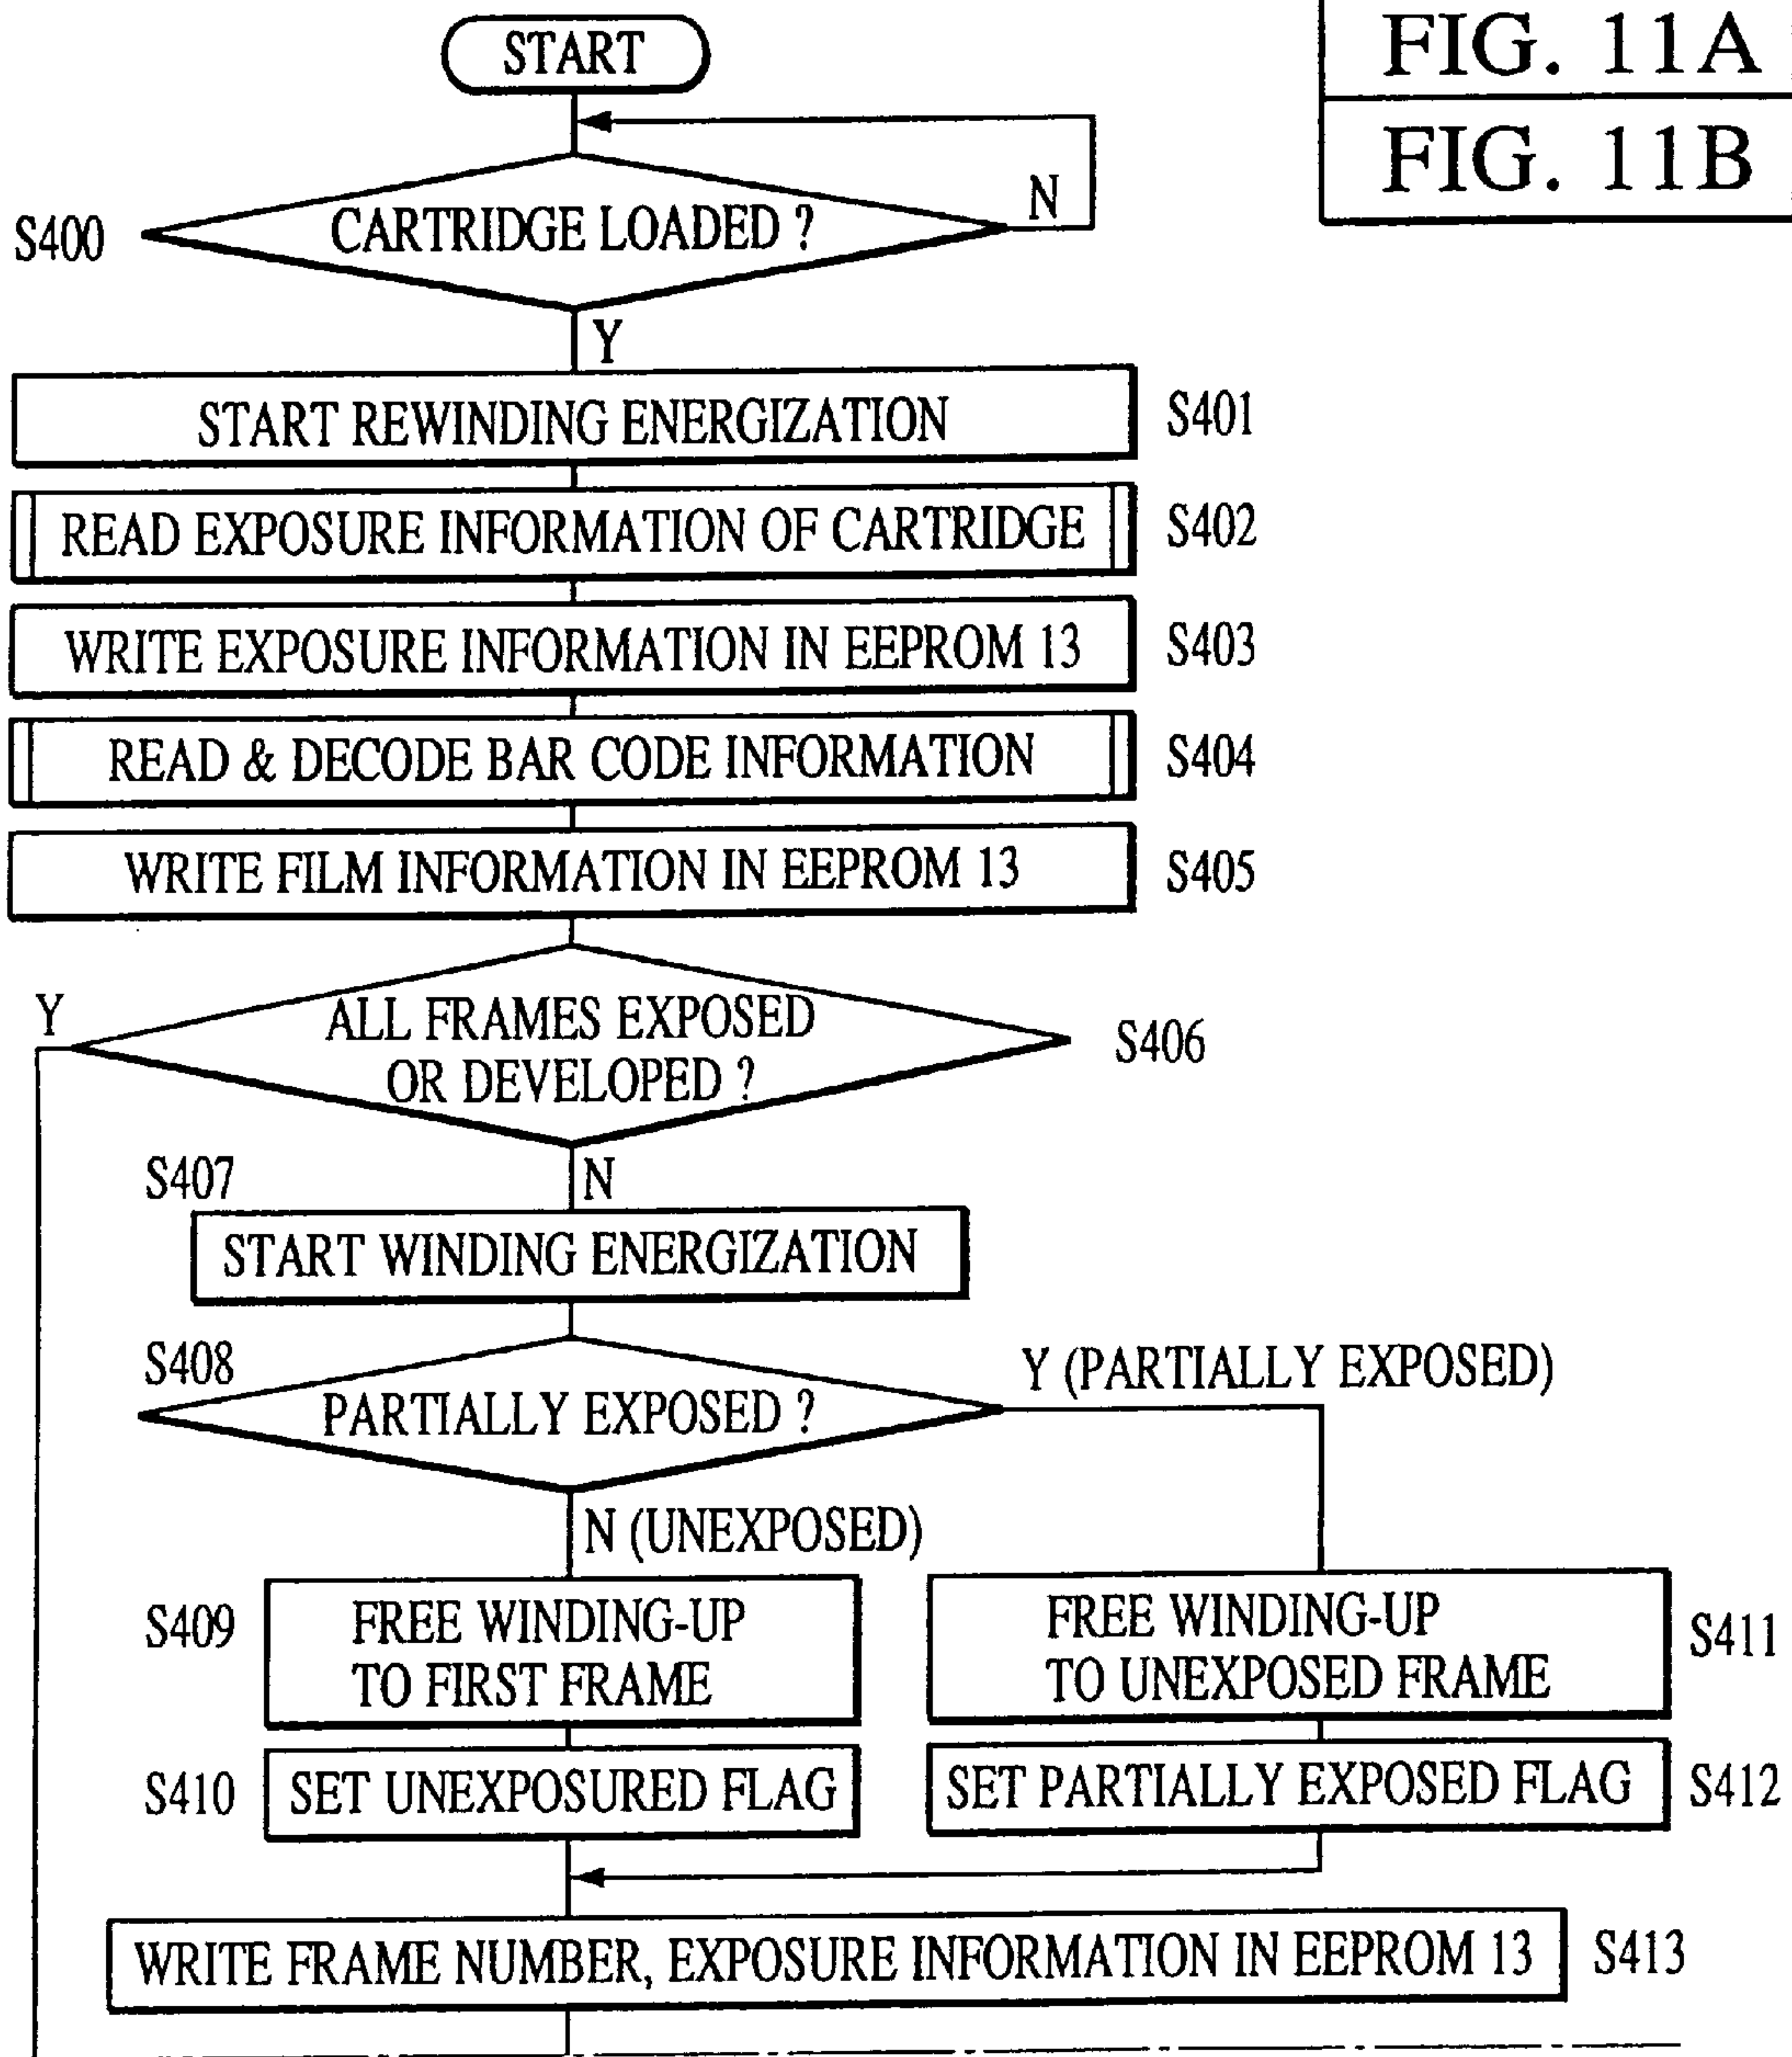 FIG. 11A
FIG. 11B
START
S400
CARTRIDGE LOADED ?
N
Y
START REWINDING ENERGIZATION
S401
READ EXPOSURE INFORMATION OF CARTRIDGE
S402
WRITE EXPOSURE INFORMATION IN EEPROM 13
S403
READ & DECODE BAR CODE INFORMATION
S404
WRITE FILM INFORMATION IN EEPROM 13
S405
Y
ALL FRAMES EXPOSED
OR DEVELOPED ?
S406
N
S407
START WINDING ENERGIZATION
S408
PARTIALLY EXPOSED ?
Y (PARTIALLY EXPOSED)
N (UNEXPOSED)
S409
FREE WINDING-UP
TO FIRST FRAME
FREE WINDING-UP
TO UNEXPOSED FRAME
S411
S410
SET UNEXPOSURED FLAG
SET PARTIALLY EXPOSED FLAG
S412
WRITE FRAME NUMBER, EXPOSURE INFORMATION IN EEPROM 13
S413